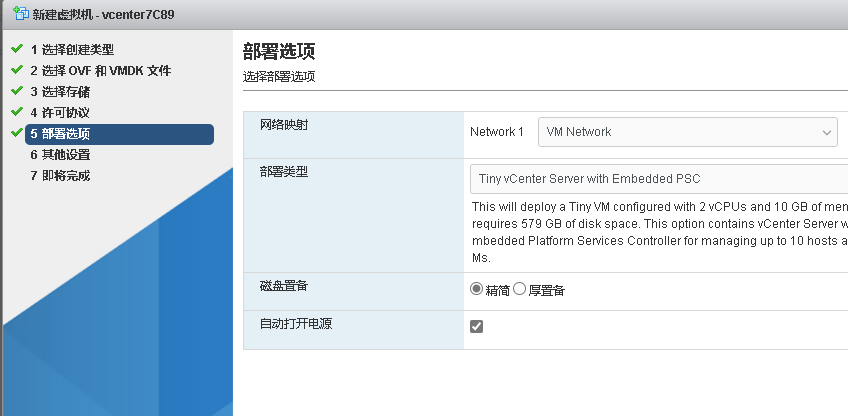 新建虚拟机 - vcenter7C89
1 选择创建类型
2 选择 OVF 和 VMDK 文件
3 选择存储
4 许可协议
5 部署选项
6 其他设置
7 即将完成
部署选项
选择部署选项
网络映射
Network 1
VM Network
部署类型
Tiny vCenter Server with Embedded PSC
This will deploy a Tiny VM configured with 2 vCPUs and 10 GB of mem
requires 579 GB of disk space. This option contains vCenter Server w
mbedded Platform Services Controller for managing up to 10 hosts a
Ms.
磁盘置备
精简 厚置备
自动打开电源